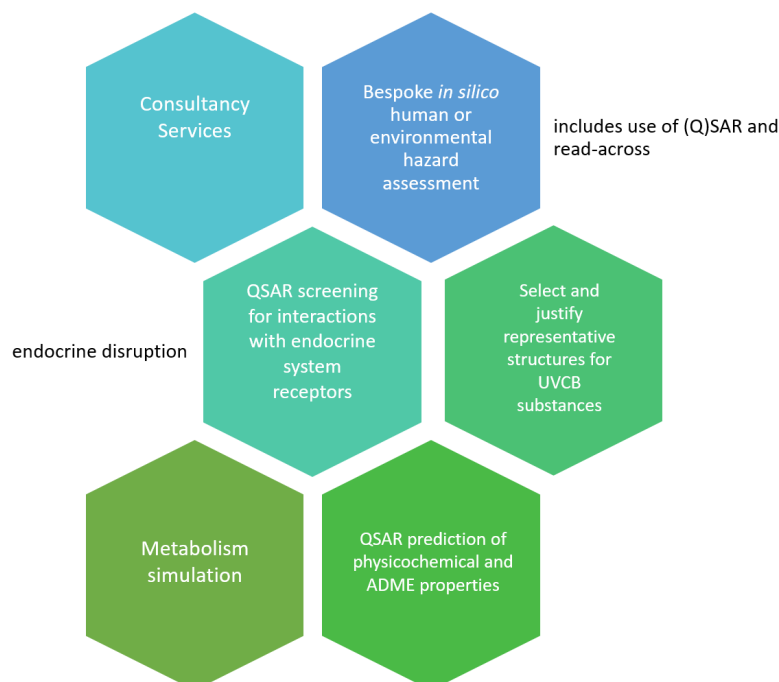 Consultancy
Services
Bespoke in silico
human or
environmental
hazard
assessment
includes use of (Q)SAR and
read-across
endocrine disruption
QSAR screening
for interactions
with endocrine
system
receptors
Select and
justify
representative
structures for
UVCB
substances
Metabolism
simulation
QSAR prediction of
physicochemical and
ADME properties